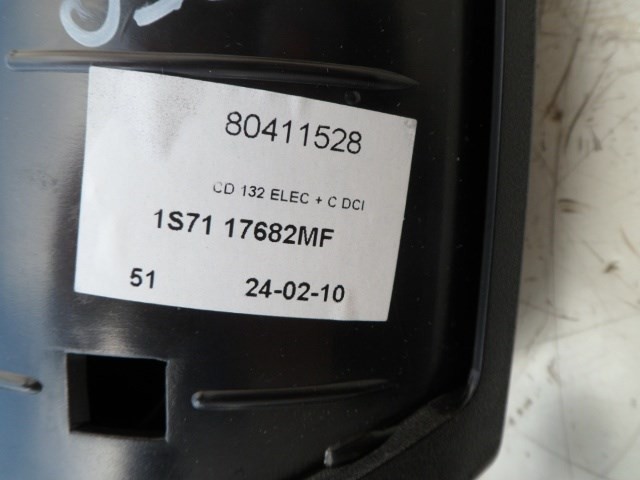 80411528
CD 132 ELEC + C DCI
1S71 17682MF
51 24-02-10